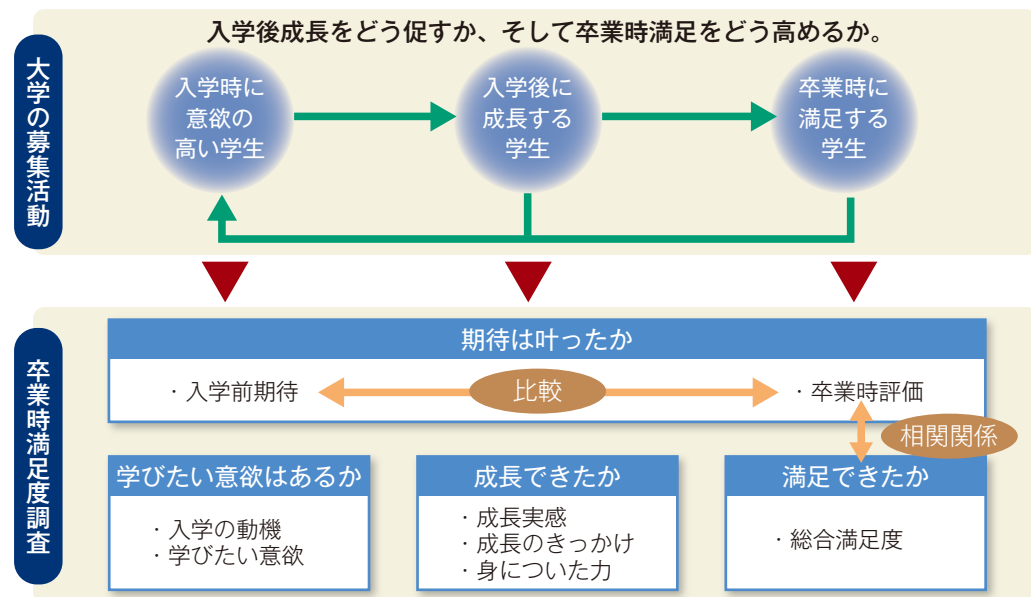 入学後成長をどう促すか、そして卒業時満足をどう高めるか。
大学の募集活動
入学時に
意欲の
高い学生
入学後に
成長する
学生
卒業時に
満足する
学生
卒業時満足度調査
期待は叶ったか
・入学前期待
比較
・卒業時評価
相関関係
学びたい意欲はあるか
・入学の動機
・学びたい意欲
成長できたか
・成長実感
・成長のきっかけ
・身についた力
満足できたか
・総合満足度